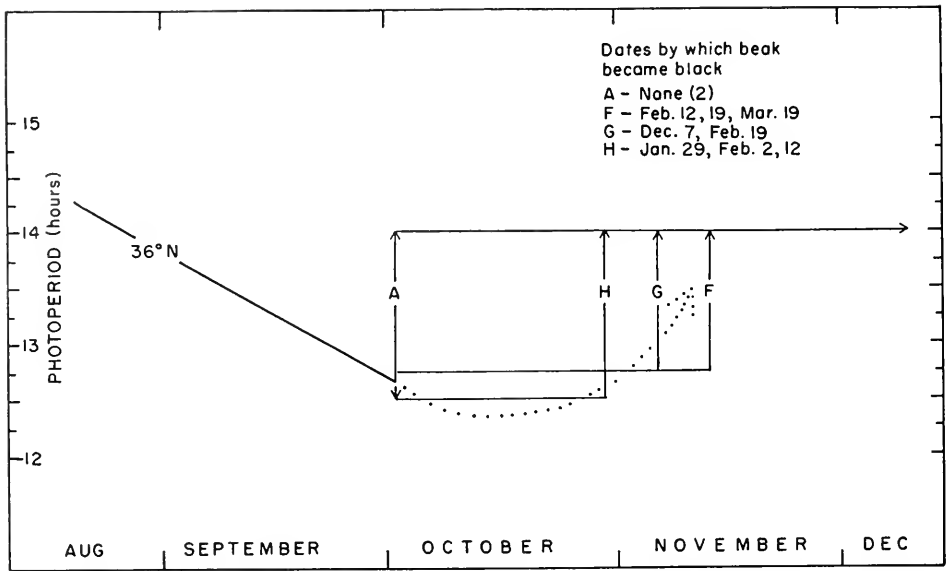 Dates by which beak
became black
A - None (2)
F - Feb. 12, 19, Mar. 19
G - Dec. 7, Feb. 19
H - Jan. 29, Feb. 2, 12
PHOTOPERIOD (hours)
15
14
13
12
36° N
A
H
G
F
AUG
SEPTEMBER
OCTOBER
NOVEMBER
DEC